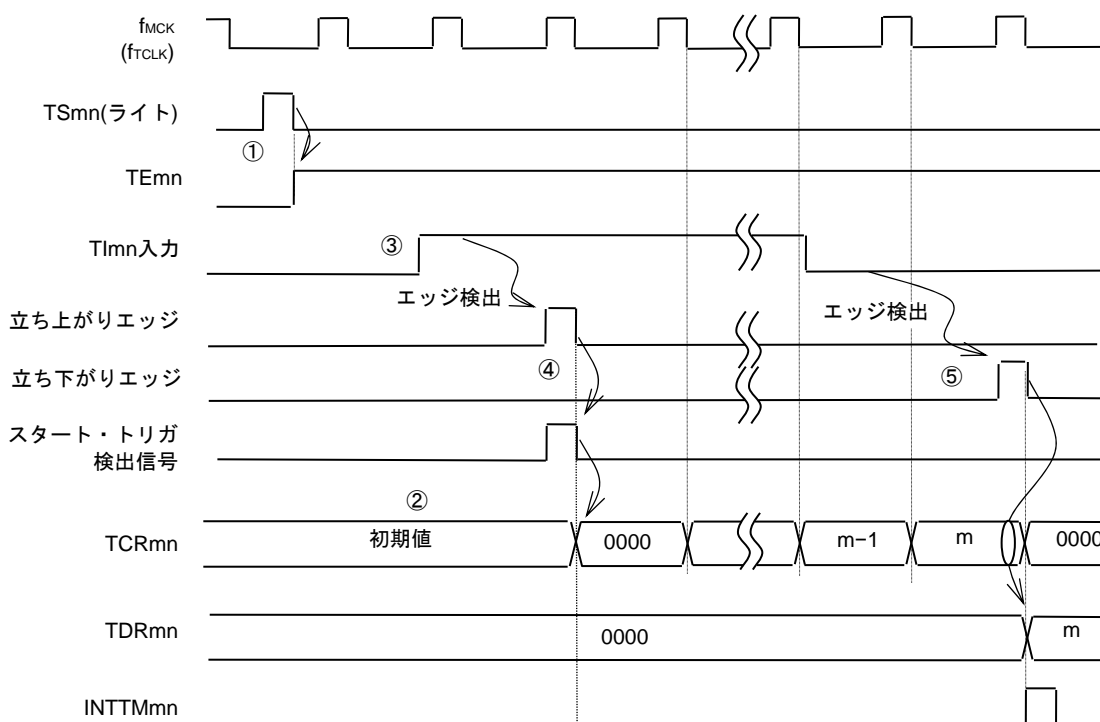 fMCK
(fTCLK)
TSmn(ライト)
①
TEmn
TImn入力
③
エッジ検出
エッジ検出
立ち上がりエッジ
④
立ち下がりエッジ
⑤
スタート・トリガ
検出信号
②
TCRmn
初期値
0000
m−1
m
0000
TDRmn
0000
m
INTTMmn